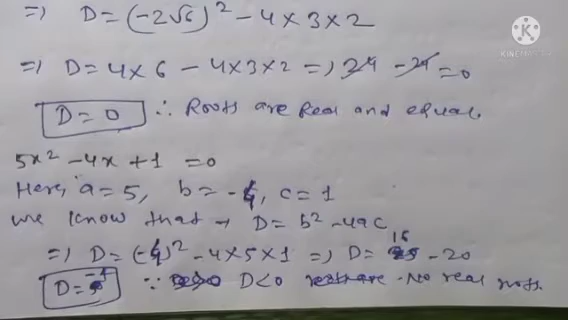 ⇒ D = (-2√6)² - 4×3×2
KINEMASTER
⇒ D = 4×6 - 4×3×2 ⇒ 24 - 24 = 0
D = 0 ∴ Roots are Real and equal.
5x² - 4x + 1 = 0
Here, a = 5, b = -4, c = 1
we know that → D = b² - 4ac
⇒ D = (-4)² - 4×5×1 ⇒ D = 16 - 20
D = -4 ∵ D<0 No real roots.